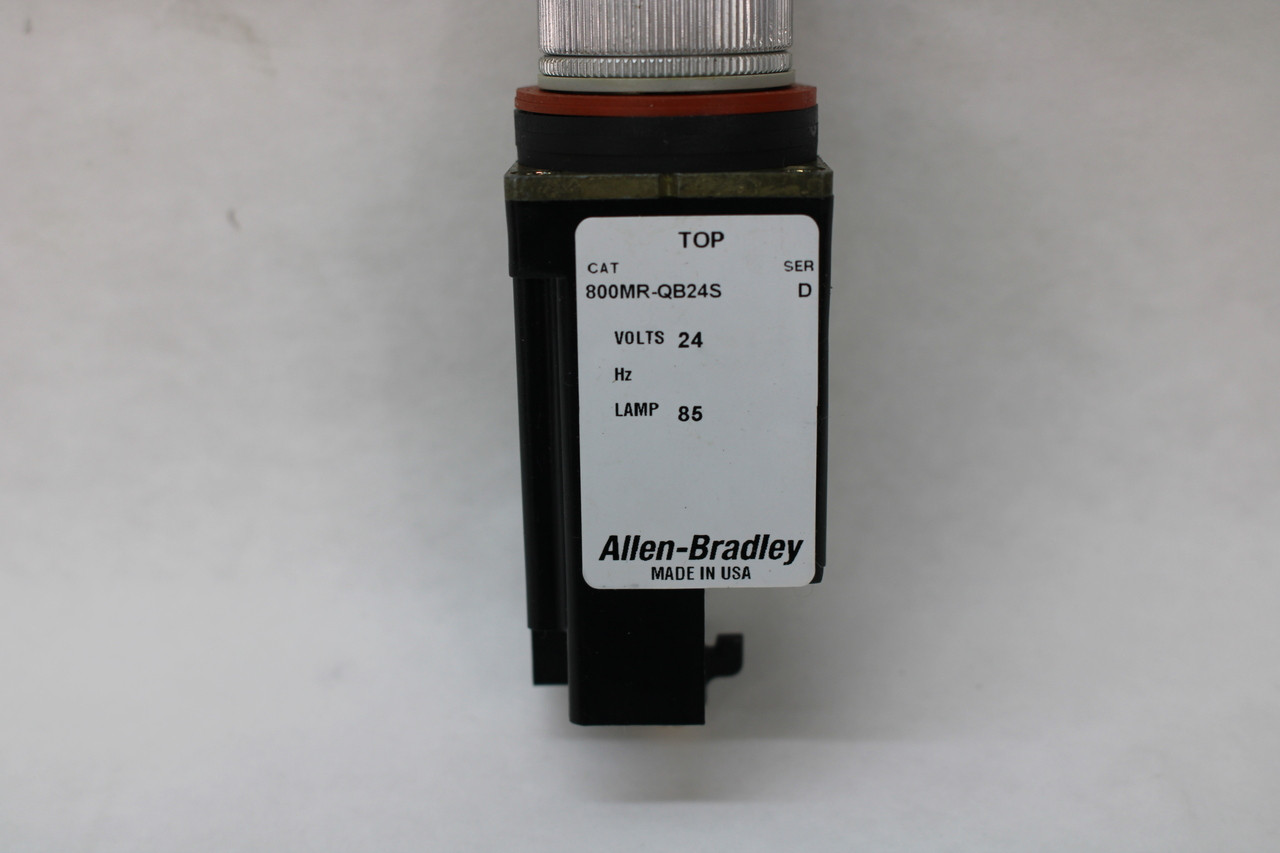 TOP
CAT SER
800MR-QB24S D
VOLTS 24
Hz
LAMP 85
Allen-Bradley
MADE IN USA